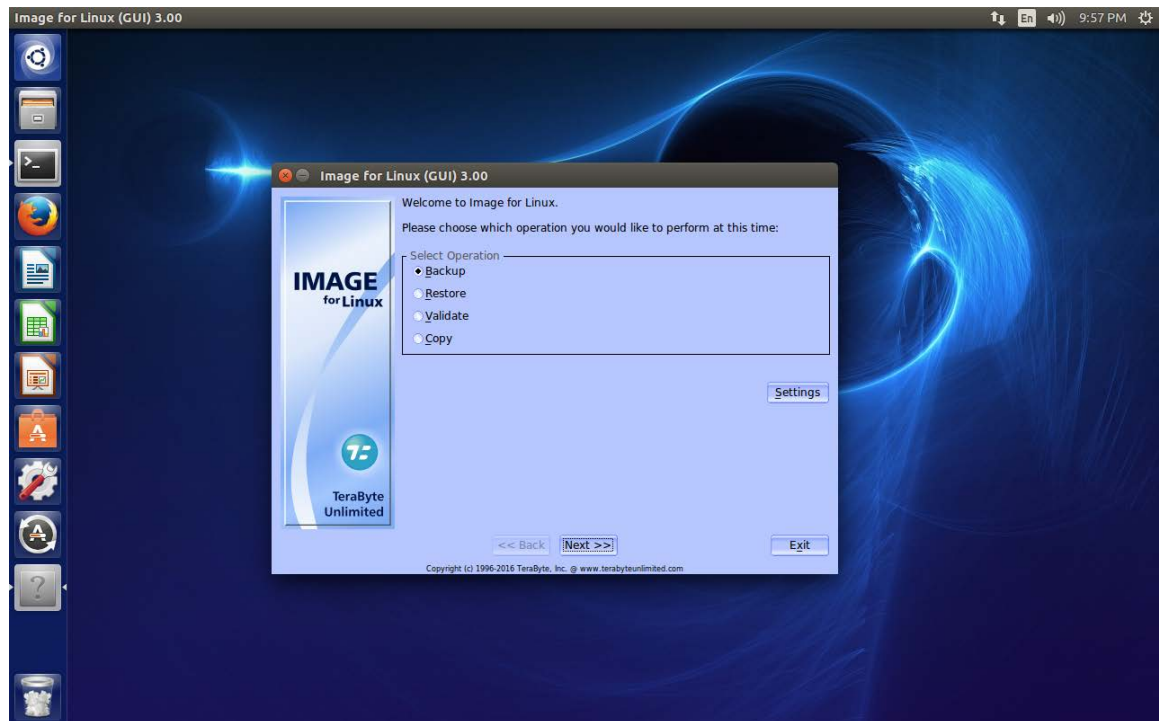 Image for Linux (GUI) 3.00
En
9:57 PM
Image for Linux (GUI) 3.00
IMAGE
for Linux
TeraByte
Unlimited
Welcome to Image for Linux.
Please choose which operation you would like to perform at this time:
Select Operation
Backup
Restore
Validate
Copy
Settings
<< Back
Next >>
Exit
Copyright (c) 1996-2016 TeraByte, Inc. @ www.terabyteunlimited.com